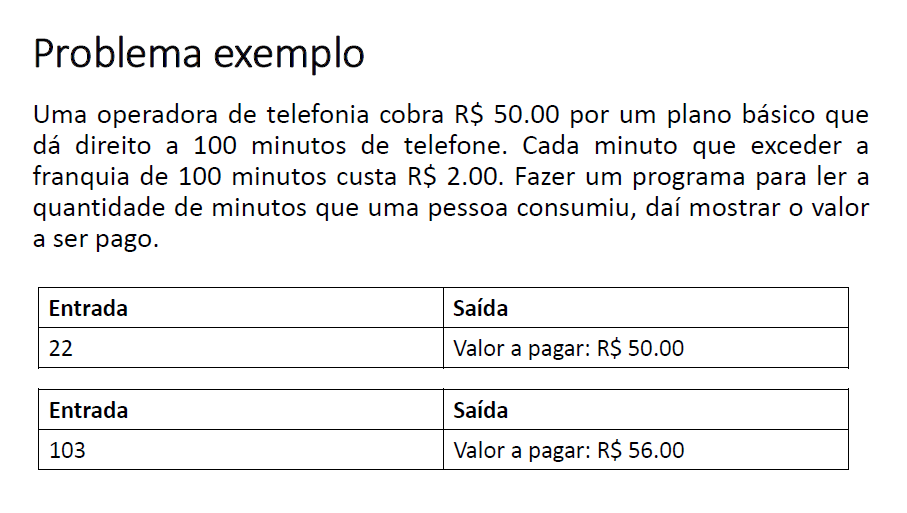 Problema exemplo
Uma operadora de telefonia cobra R$ 50.00 por um plano básico que
dá direito a 100 minutos de telefone. Cada minuto que exceder a
franquia de 100 minutos custa R$ 2.00. Fazer um programa para ler a
quantidade de minutos que uma pessoa consumiu, daí mostrar o valor
a ser pago.
Entrada Saída
22 Valor a pagar: R$ 50.00
Entrada Saída
103 Valor a pagar: R$ 56.00